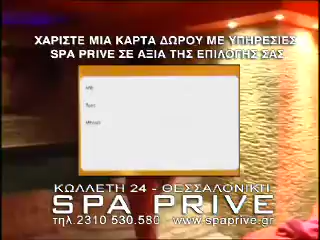 ΧΑΡΙΣΤΕ ΜΙΑ ΚΑΡΤΑ ΔΩΡΟΥ ΜΕ ΥΠΗΡΕΣΙΕΣ
SPA PRIVE ΣΕ ΑΞΙΑ ΤΗΣ ΕΠΙΛΟΓΗΣ ΣΑΣ
ΚΩΛΛΕΤΗ 24 - ΘΕΣΣΑΛΟΝΙΚΗ
SPA PRIVE
τηλ.2310 530.580 - www.spaprive.gr